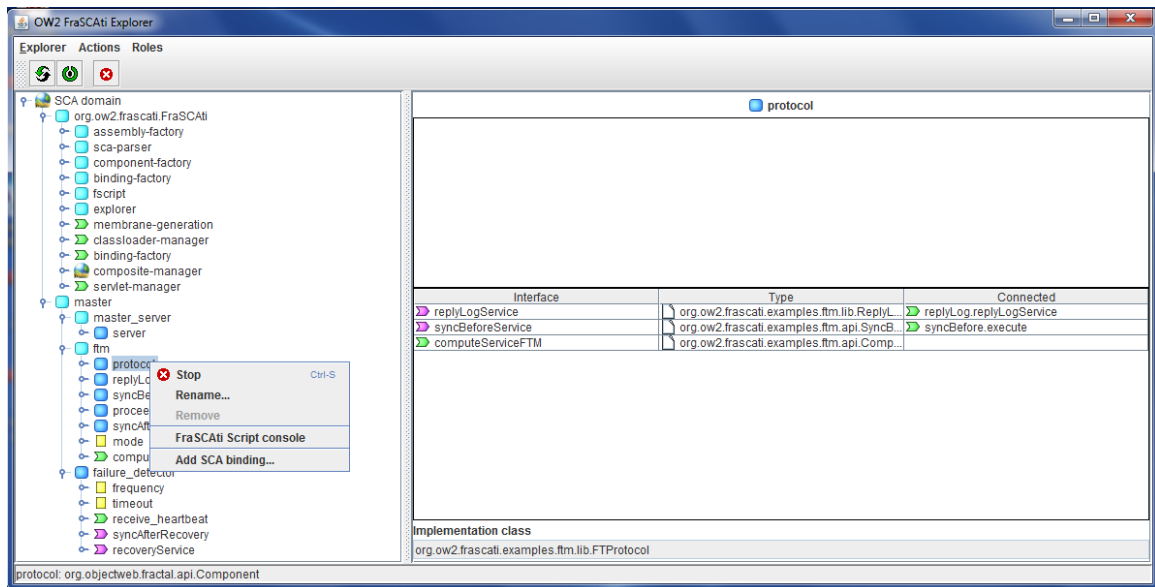 OW2 FraSCAti Explorer
Explorer Actions Roles
SCA domain
org.ow2.frascati.FraSCAti
assembly-factory
sca-parser
component-factory
binding-factory
fscript
explorer
membrane-generation
classloader-manager
binding-factory
composite-manager
servlet-manager
master
master_server
server
ftm
protocol
replyLo
syncBe
procee
syncAft
mode
compu
failure_detector
frequency
timeout
receive_heartbeat
syncAfterRecovery
recoveryService
Stop Ctrl-S
Rename...
Remove
FraSCAti Script console
Add SCA binding...
protocol
Interface Type Connected
replyLogService org.ow2.frascati.examples.ftm.lib.ReplyL... replyLog.replyLogService
syncBeforeService org.ow2.frascati.examples.ftm.api.SyncB... syncBefore.execute
computeServiceFTM org.ow2.frascati.examples.ftm.api.Comp...
Implementation class
org.ow2.frascati.examples.ftm.lib.FTProtocol
protocol: org.objectweb.fractal.api.Component